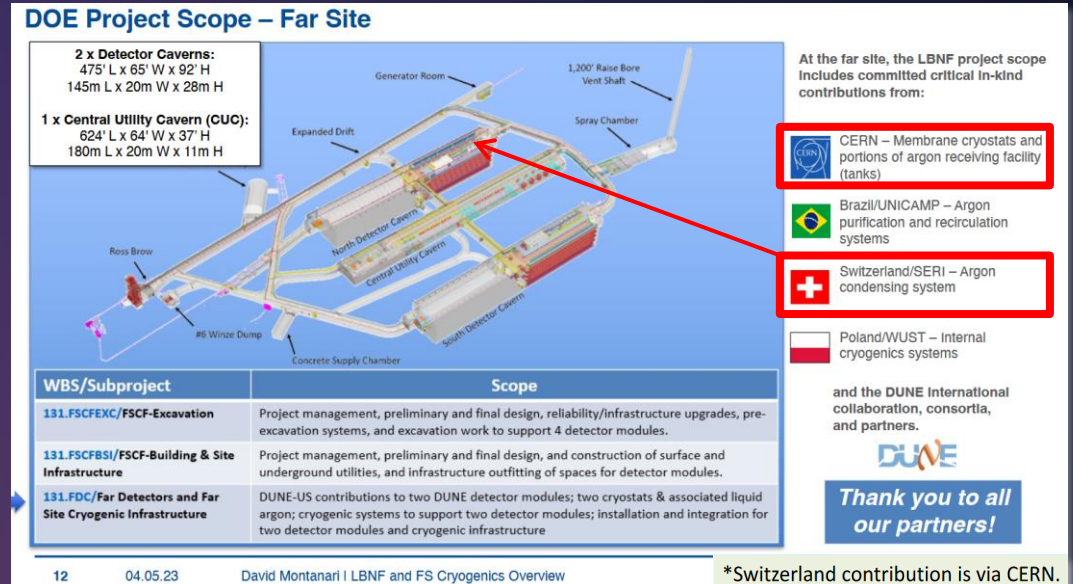 DOE Project Scope – Far Site
2 x Detector Caverns:
475' L x 65' W x 92' H
145m L x 20m W x 28m H
1 x Central Utility Cavern (CUC):
624' L x 64' W x 37' H
180m L x 20m W x 11m H
Generator Room
1,200' Raise Bore
Vent Shaft
Expanded Drift
Spray Chamber
North Detector Cavern
Central Utility Cavern
South Detector Cavern
Ross Brow
#6 Winze Dump
Concrete Supply Chamber
At the far site, the LBNF project scope
includes committed critical in-kind
contributions from:
CERN
CERN – Membrane cryostats and
portions of argon receiving facility
(tanks)
Brazil/UNICAMP – Argon
purification and recirculation
systems
Switzerland/SERI – Argon
condensing system
Poland/WUST – Internal
cryogenics systems
and the DUNE international
collaboration, consortia,
and partners.
DUNE
Thank you to all
our partners!
WBS/Subproject
Scope
131.FSCFEXC/FSCF-Excavation
Project management, preliminary and final design, reliability/infrastructure upgrades, pre-
excavation systems, and excavation work to support 4 detector modules.
131.FSCFBSI/FSCF-Building & Site
Infrastructure
Project management, preliminary and final design, and construction of surface and
underground utilities, and infrastructure outfitting of spaces for detector modules.
131.FDC/Far Detectors and Far
Site Cryogenic Infrastructure
DUNE-US contributions to two DUNE detector modules; two cryostats & associated liquid
argon; cryogenic systems to support two detector modules; installation and integration for
two detector modules and cryogenic infrastructure
12 04.05.23 David Montanari | LBNF and FS Cryogenics Overview
*Switzerland contribution is via CERN.